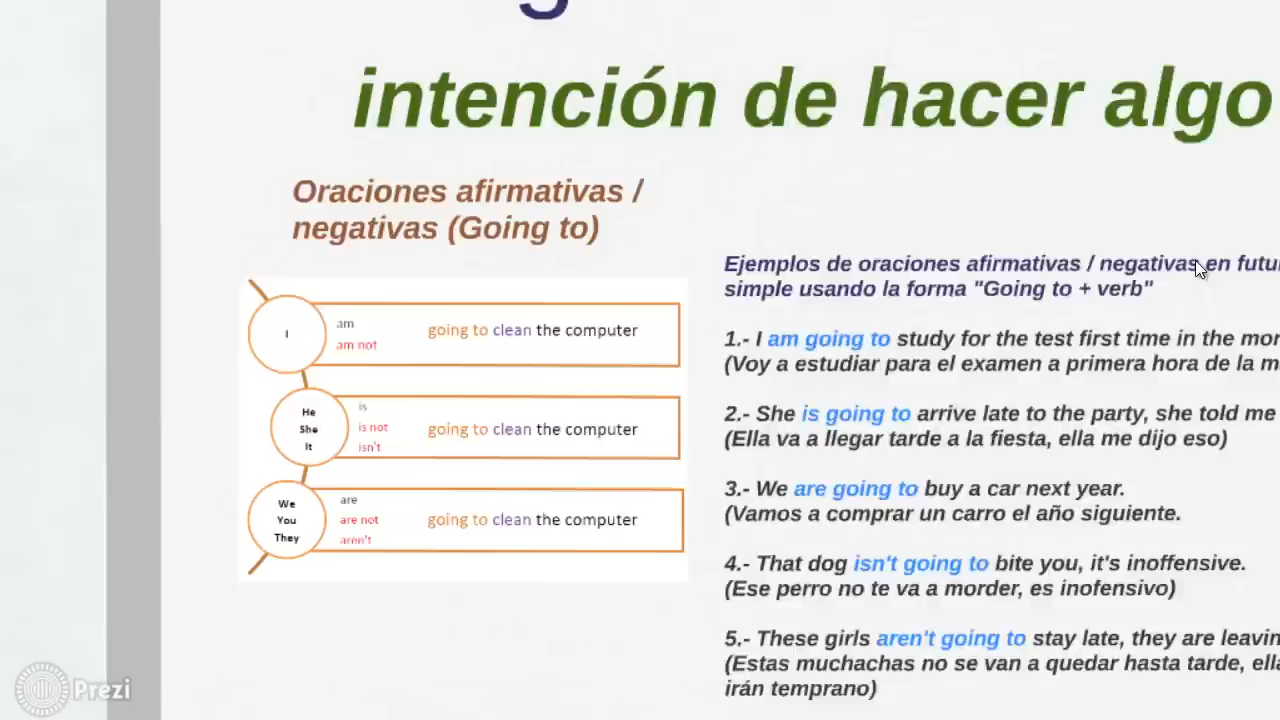 intención de hacer algo
Oraciones afirmativas /
negativas (Going to)
I
am
am not
going to clean the computer
He
She
It
is
is not
isn't
going to clean the computer
We
You
They
are
are not
aren't
going to clean the computer
Ejemplos de oraciones afirmativas / negativas en
simple usando la forma "Going to + verb"
1.- I am going to study for the test first time in the
(Voy a estudiar para el examen a primera hora de la
2.- She is going to arrive late to the party, she told me
(Ella va a llegar tarde a la fiesta, ella me dijo eso)
3.- We are going to buy a car next year.
(Vamos a comprar un carro el año siguiente.
4.- That dog isn't going to bite you, it's inoffensive.
(Ese perro no te va a morder, es inofensivo)
5.- These girls aren't going to stay late, they are
(Estas muchachas no se van a quedar hasta tarde,
irán temprano)
Prezi